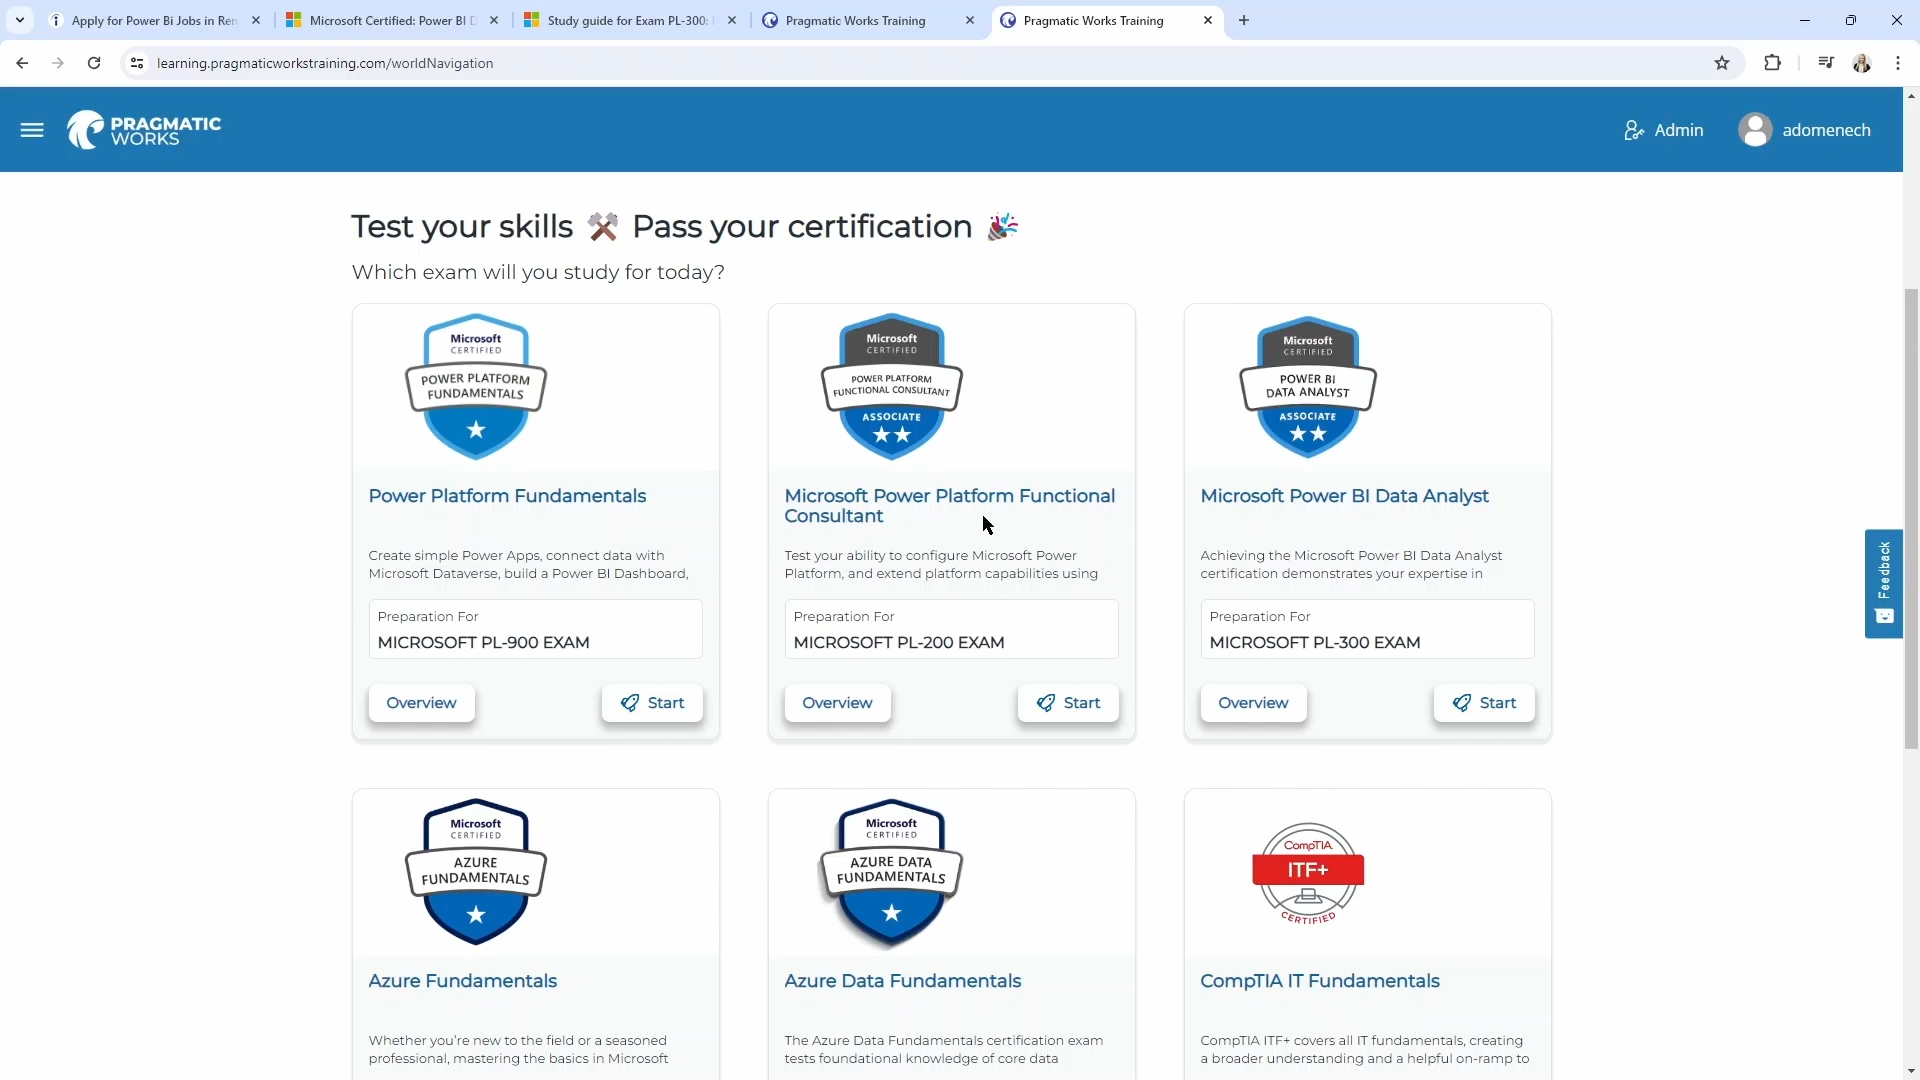 Apply for Power Bi Jobs in Ren
Microsoft Certified: Power BI D
Study guide for Exam PL-300:
Pragmatic Works Training
Pragmatic Works Training
learning.pragmaticworkstraining.com/worldNavigation
PRAGMATIC
WORKS
Admin
adomenech
Test your skills ⚒️ Pass your certification 🎉
Which exam will you study for today?
Microsoft
CERTIFIED
POWER PLATFORM
FUNDAMENTALS
Microsoft
CERTIFIED
POWER PLATFORM
FUNCTIONAL CONSULTANT
ASSOCIATE
Microsoft
CERTIFIED
POWER BI
DATA ANALYST
ASSOCIATE
Power Platform Fundamentals
Create simple Power Apps, connect data with
Microsoft Dataverse, build a Power BI Dashboard,
Preparation For
MICROSOFT PL-900 EXAM
Overview
Start
Microsoft Power Platform Functional
Consultant
Test your ability to configure Microsoft Power
Platform, and extend platform capabilities using
Preparation For
MICROSOFT PL-200 EXAM
Overview
Start
Microsoft Power BI Data Analyst
Achieving the Microsoft Power BI Data Analyst
certification demonstrates your expertise in
Preparation For
MICROSOFT PL-300 EXAM
Overview
Start
Feedback
Microsoft
CERTIFIED
AZURE
FUNDAMENTALS
Microsoft
CERTIFIED
AZURE DATA
FUNDAMENTALS
CompTIA.
ITF+
CERTIFIED
Azure Fundamentals
Whether you're new to the field or a seasoned
professional, mastering the basics in Microsoft
Azure Data Fundamentals
The Azure Data Fundamentals certification exam
tests foundational knowledge of core data
CompTIA IT Fundamentals
CompTIA ITF+ covers all IT fundamentals, creating
a broader understanding and a helpful on-ramp to